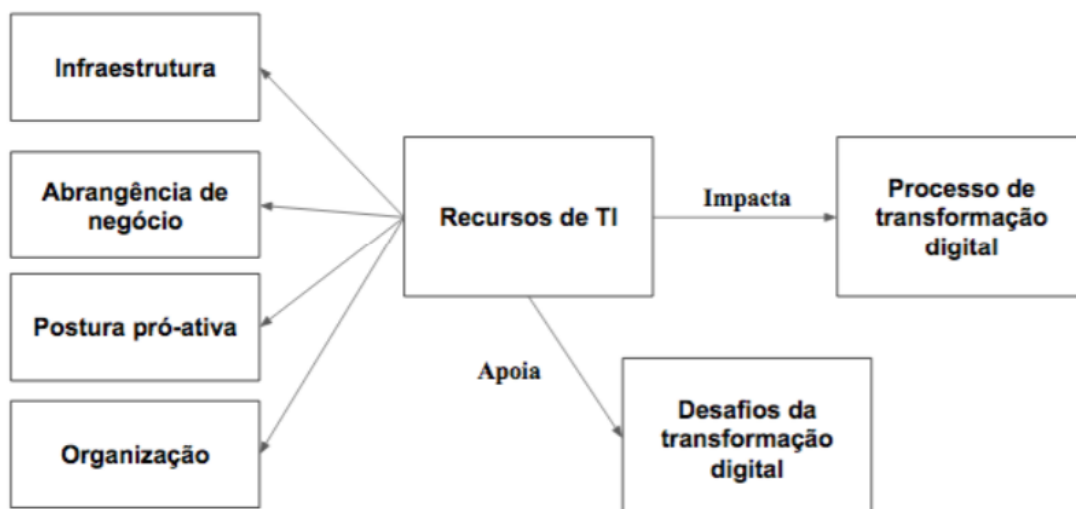 Infraestrutura
Abrangência de
negócio
Postura pró-ativa
Organização
Recursos de TI
Impacta
Apoia
Processo de
transformação
digital
Desafios da
transformação
digital